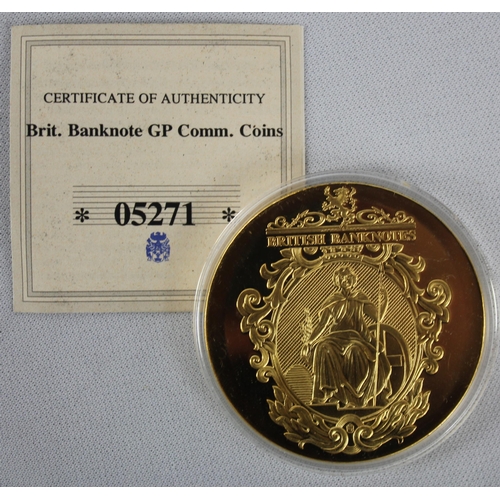 CERTIFICATE OF AUTHENTICITY
Brit. Banknote GP Comm. Coins
* 05271 *
BRITISH BANKNOTES